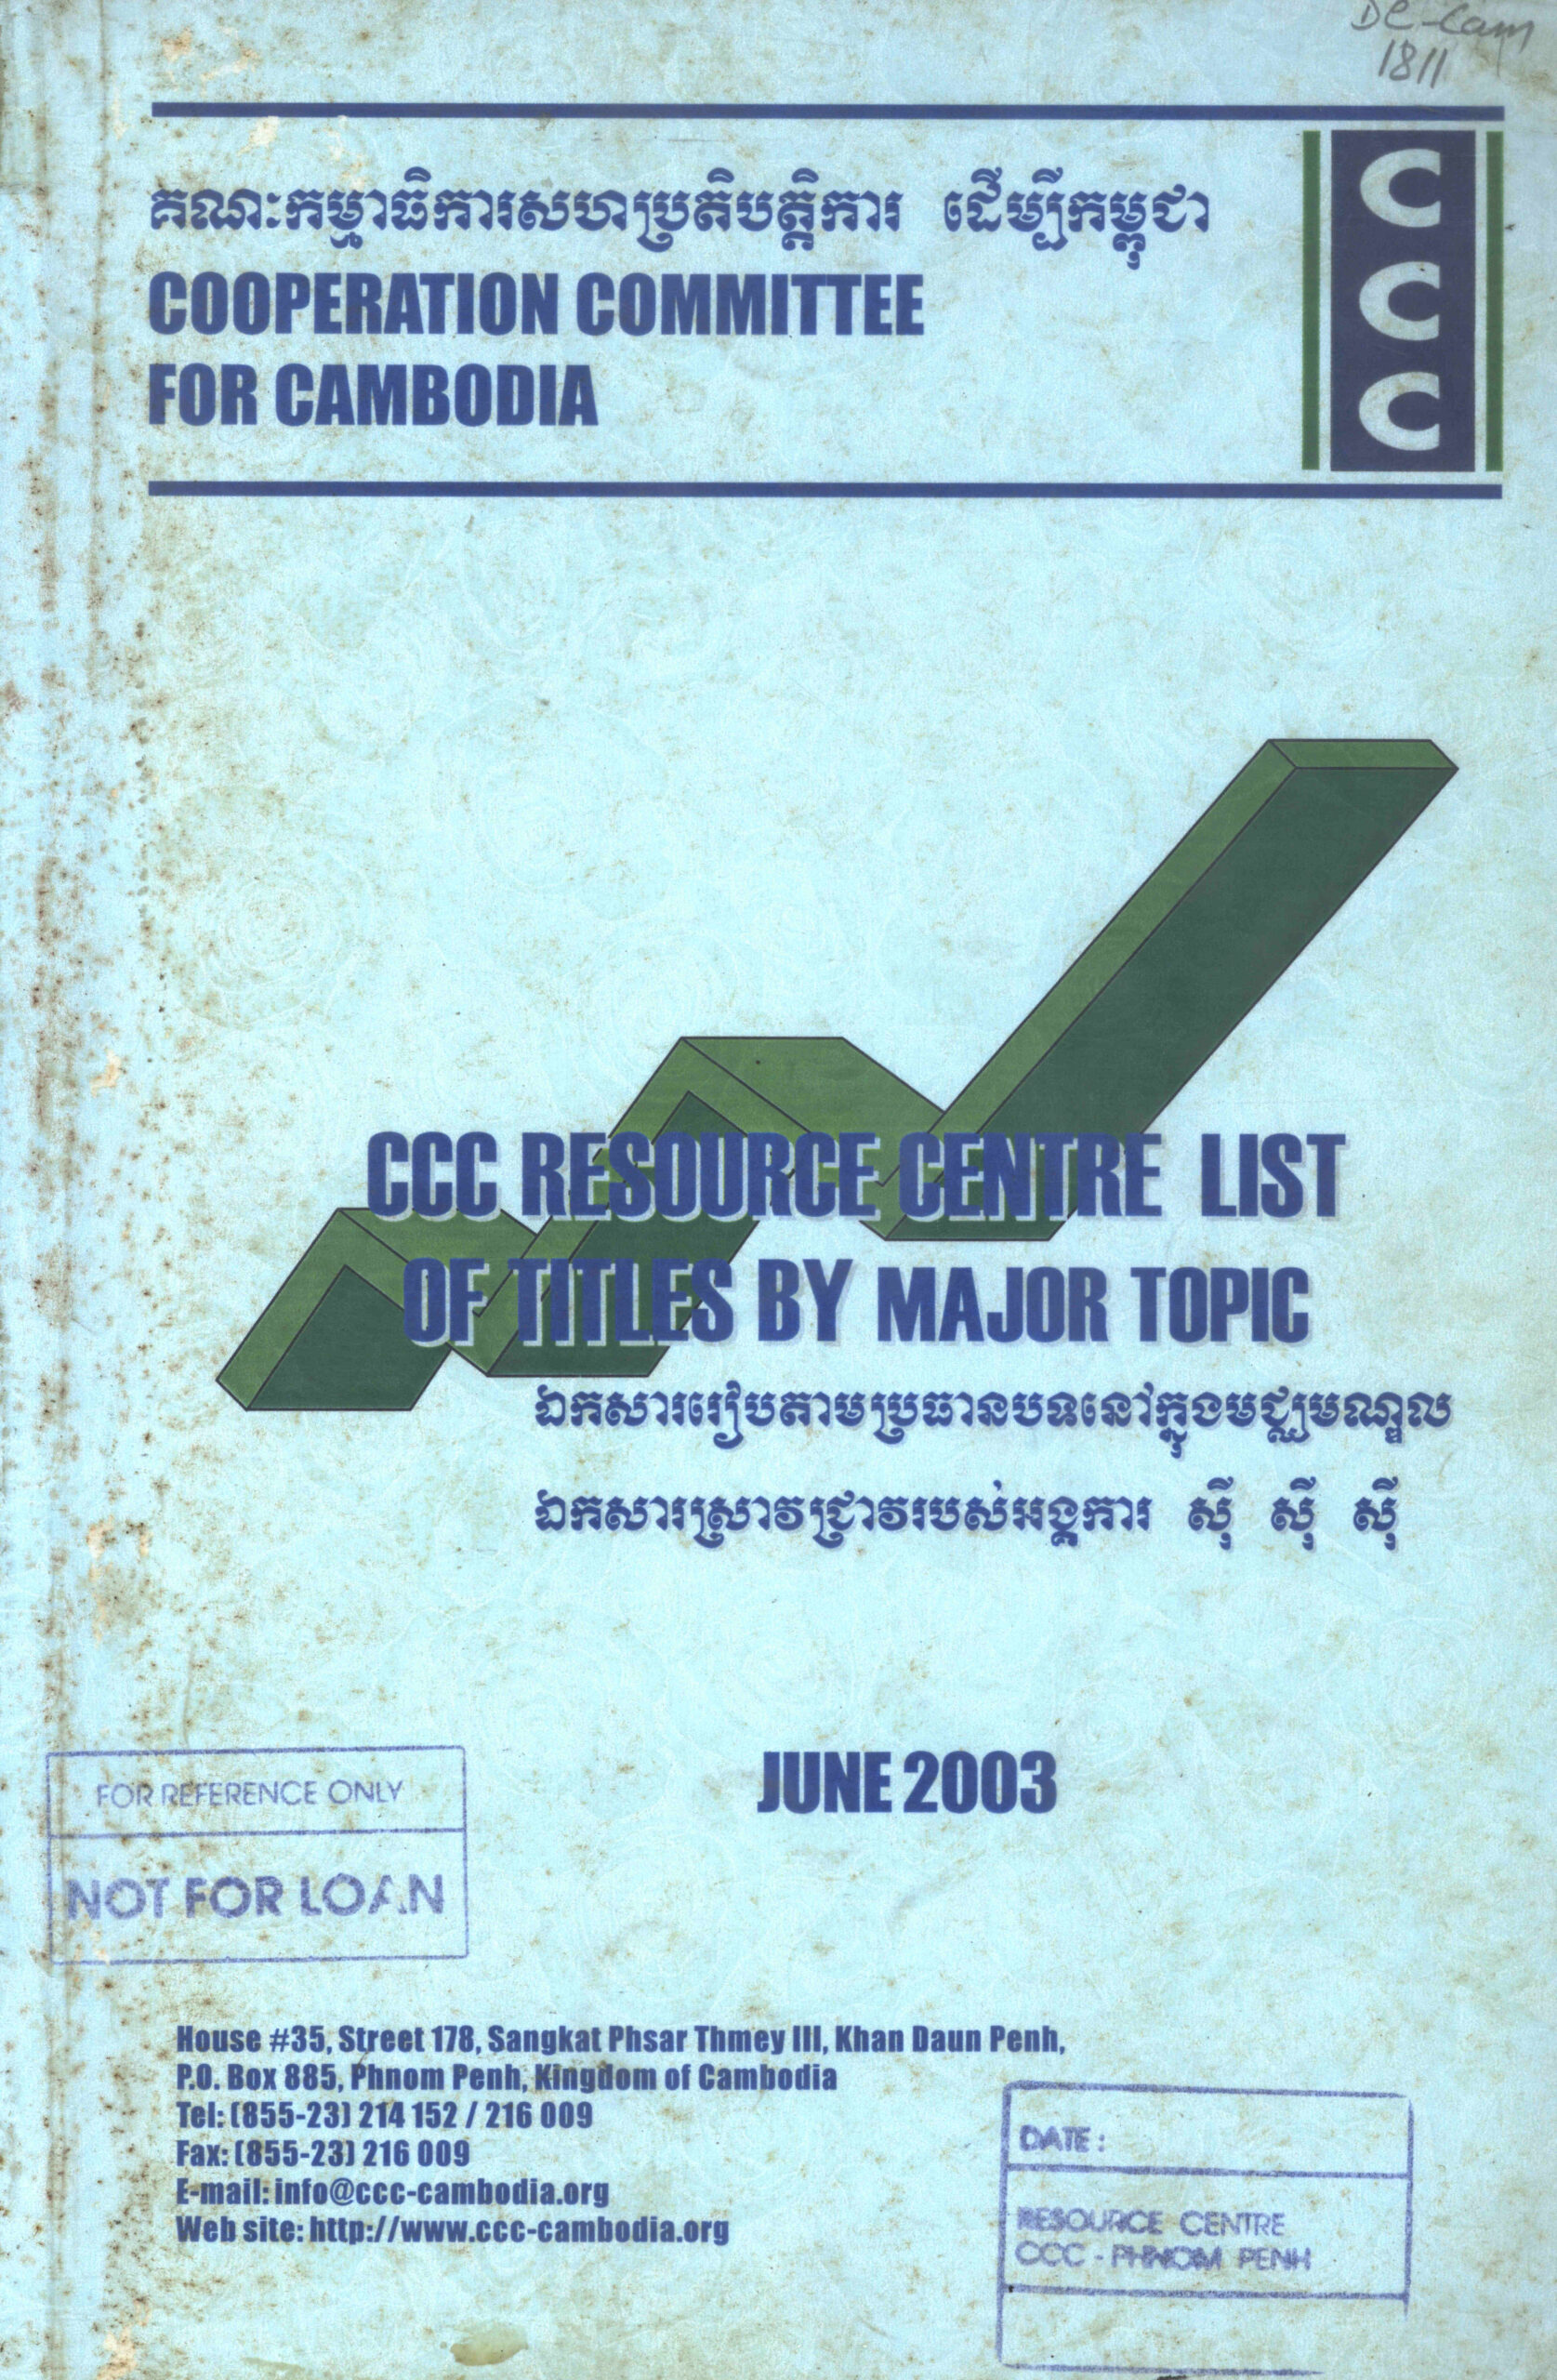 De-Cam
1811
គណៈកម្មាធិការសហប្រតិបត្តិការ ដើម្បីកម្ពុជា
COOPERATION COMMITTEE
FOR CAMBODIA
C
C
C
CCC RESOURCE CENTRE LIST
OF TITLES BY MAJOR TOPIC
ឯកសាររៀបតាមប្រធានបទនៅក្នុងមជ្ឈមណ្ឌល
ឯកសារស្រាវជ្រាវរបស់អង្គការ ស៊ី ស៊ី ស៊ី
JUNE 2003
FOR REFERENCE ONLY
NOT FOR LOAN
House #35, Street 178, Sangkat Phsar Thmey III, Khan Daun Penh,
P.O. Box 885, Phnom Penh, Kingdom of Cambodia
Tel: (855-23) 214 152 / 216 009
Fax: (855-23) 216 009
E-mail: info@ccc-cambodia.org
Web site: http://www.ccc-cambodia.org
DATE :
RESOURCE CENTRE
CCC - PHNOM PENH